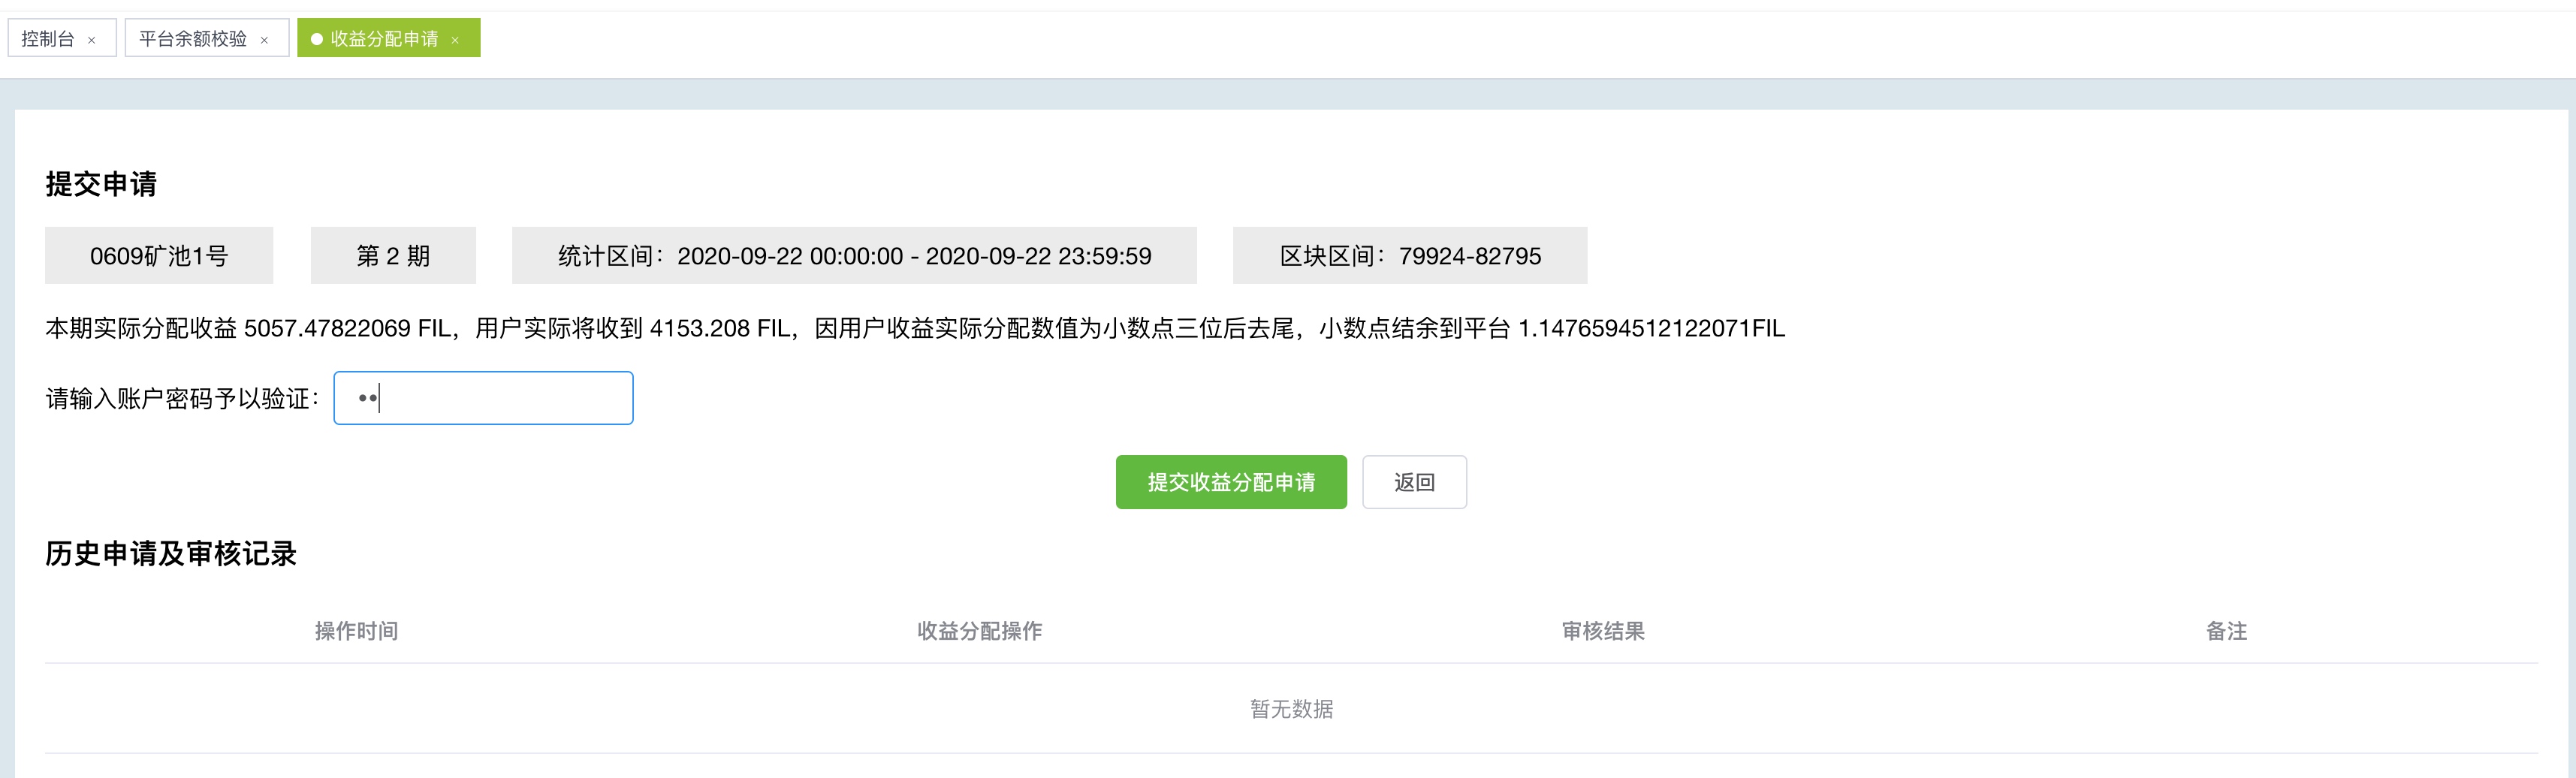 控制台 × 平台余额校验 × 收益分配申请 ×
提交申请
0609矿池1号 第 2 期 统计区间：2020-09-22 00:00:00 - 2020-09-22 23:59:59 区块区间：79924-82795
本期实际分配收益 5057.47822069 FIL，用户实际将收到 4153.208 FIL，因用户收益实际分配数值为小数点三位后去尾，小数点结余到平台 1.1476594512122071FIL
请输入账户密码予以验证： ••
提交收益分配申请 返回
历史申请及审核记录
操作时间 收益分配操作 审核结果 备注
暂无数据